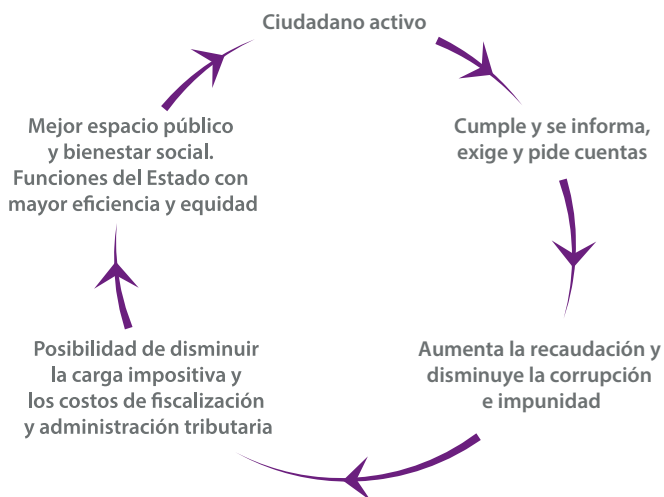 Ciudadano activo
Cumple y se informa,
exige y pide cuentas
Aumenta la recaudación y
disminuye la corrupción
e impunidad
Posibilidad de disminuir
la carga impositiva y
los costos de fiscalización
y administración tributaria
Mejor espacio público
y bienestar social.
Funciones del Estado con
mayor eficiencia y equidad